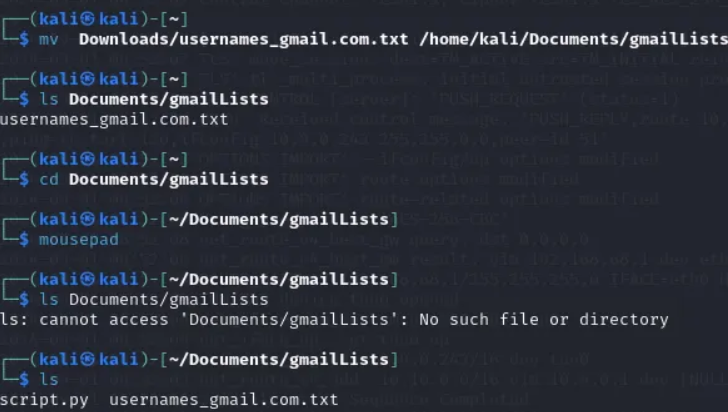 ┌──(kali㉿kali)-[~]
└─$ mv  Downloads/usernames_gmail.com.txt /home/kali/Documents/gmailLists
┌──(kali㉿kali)-[~]
└─$ ls Documents/gmailLists
usernames_gmail.com.txt
┌──(kali㉿kali)-[~]
└─$ cd Documents/gmailLists
┌──(kali㉿kali)-[~/Documents/gmailLists]
└─$ mousepad
┌──(kali㉿kali)-[~/Documents/gmailLists]
└─$ ls Documents/gmailLists
ls: cannot access 'Documents/gmailLists': No such file or directory
┌──(kali㉿kali)-[~/Documents/gmailLists]
└─$ ls
script.py  usernames_gmail.com.txt